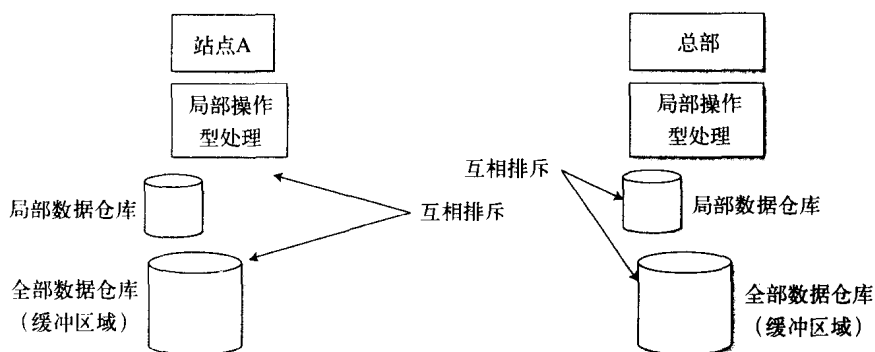 站点A
局部操作
型处理
局部数据仓库
互相排斥
全部数据仓库
（缓冲区域）
总部
局部操作
型处理
互相排斥
局部数据仓库
全部数据仓库
（缓冲区域）